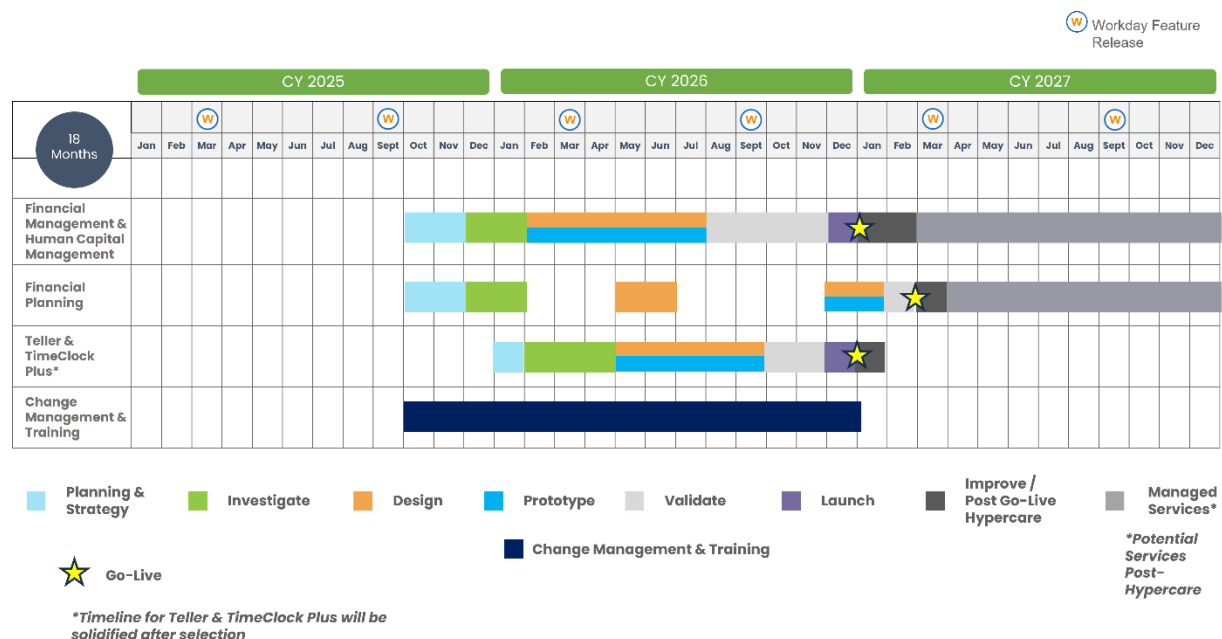 W Workday Feature
Release
CY 2025 CY 2026 CY 2027
W W W W W W
18
Months
Jan Feb Mar Apr May Jun Jul Aug Sept Oct Nov Dec Jan Feb Mar Apr May Jun Jul Aug Sept Oct Nov Dec Jan Feb Mar Apr May Jun Jul Aug Sept Oct Nov Dec
Financial
Management &
Human Capital
Management
Financial
Planning
Teller &
TimeClock
Plus*
Change
Management &
Training
Planning &
Strategy
Investigate
Design
Prototype
Validate
Launch
Improve /
Post Go-Live
Hypercare
Managed
Services*
*Potential
Services
Post-
Hypercare
Change Management & Training
Go-Live
*Timeline for Teller & TimeClock Plus will be
solidified after selection